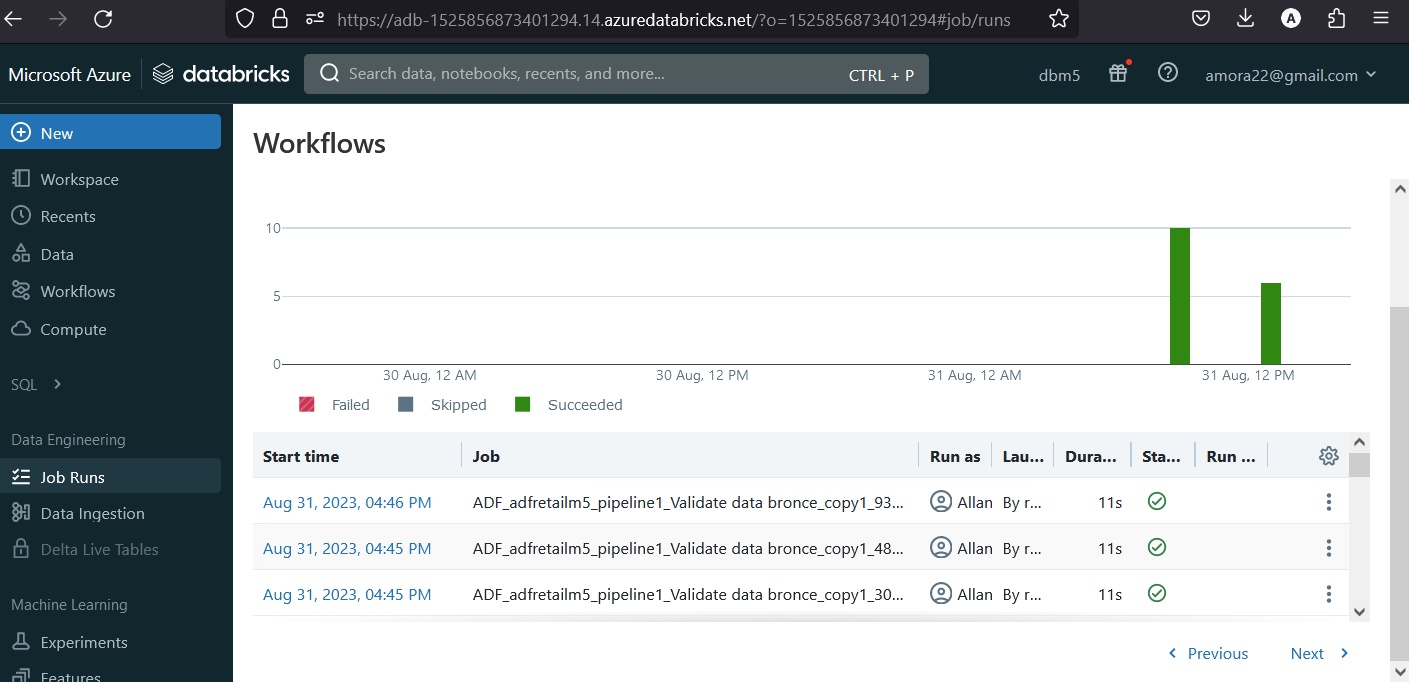 https://adb-1525856873401294.14.azuredatabricks.net/?o=1525856873401294#job/runs
A
Microsoft Azure databricks Search data, notebooks, recents, and more... CTRL + P dbm5 amora22@gmail.com
New
Workspace
Recents
Data
Workflows
Compute
SQL
Data Engineering
Job Runs
Data Ingestion
Delta Live Tables
Machine Learning
Experiments
Features
Workflows
10
5
0
30 Aug, 12 AM 30 Aug, 12 PM 31 Aug, 12 AM 31 Aug, 12 PM
Failed Skipped Succeeded
Start time Job Run as Lau... Dura... Sta... Run ...
Aug 31, 2023, 04:46 PM ADF_adfretailm5_pipeline1_Validate data bronce_copy1_93... Allan By r... 11s
Aug 31, 2023, 04:45 PM ADF_adfretailm5_pipeline1_Validate data bronce_copy1_48... Allan By r... 11s
Aug 31, 2023, 04:45 PM ADF_adfretailm5_pipeline1_Validate data bronce_copy1_30... Allan By r... 11s
Previous Next